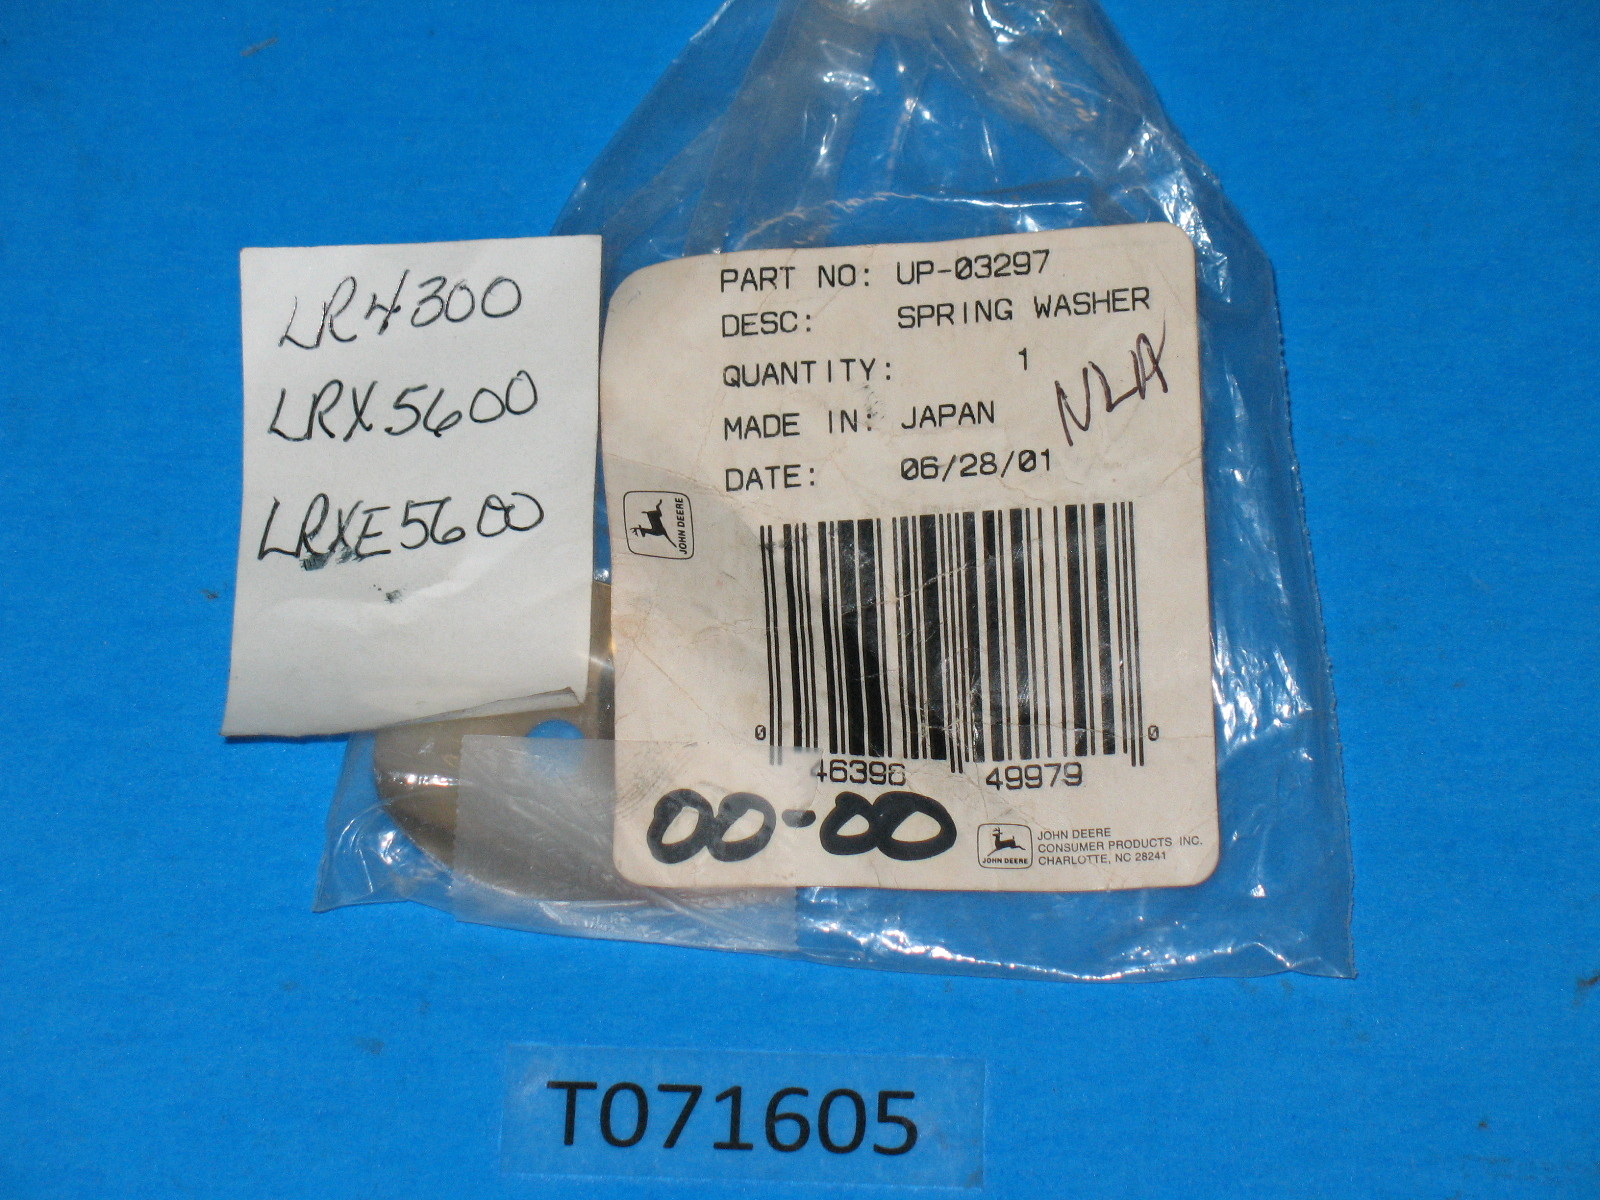 LR4300
LRX5600
LRXE5600
PART NO: UP-03297
DESC: SPRING WASHER
QUANTITY: 1
NLA
MADE IN: JAPAN
DATE: 06/28/01
JOHN DEERE
0 46396 49979 0
00-00
JOHN DEERE
JOHN DEERE
CONSUMER PRODUCTS INC.
CHARLOTTE, NC 28241
T071605